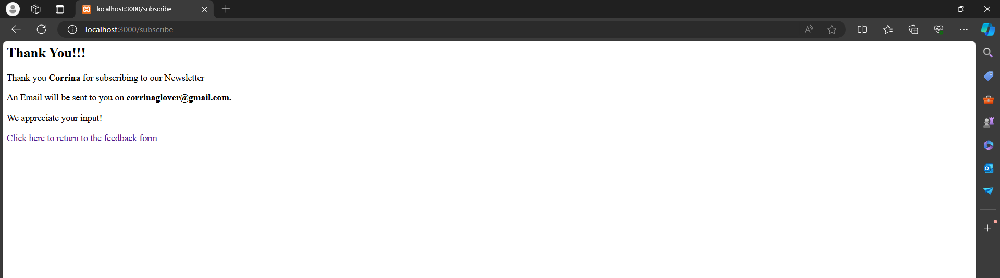 localhost:3000/subscribe
localhost:3000/subscribe
Thank You!!!
Thank you Corrina for subscribing to our Newsletter
An Email will be sent to you on corrinaglover@gmail.com.
We appreciate your input!
Click here to return to the feedback form